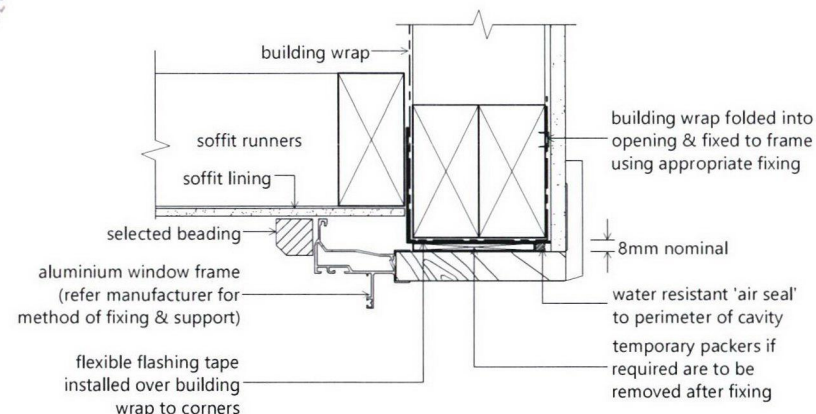 building wrap
soffit runners
soffit lining
selected beading
aluminium window frame
(refer manufacturer for
method of fixing & support)
flexible flashing tape
installed over building
wrap to corners
building wrap folded into
opening & fixed to frame
using appropriate fixing
8mm nominal
water resistant 'air seal'
to perimeter of cavity
temporary packers if
required are to be
removed after fixing